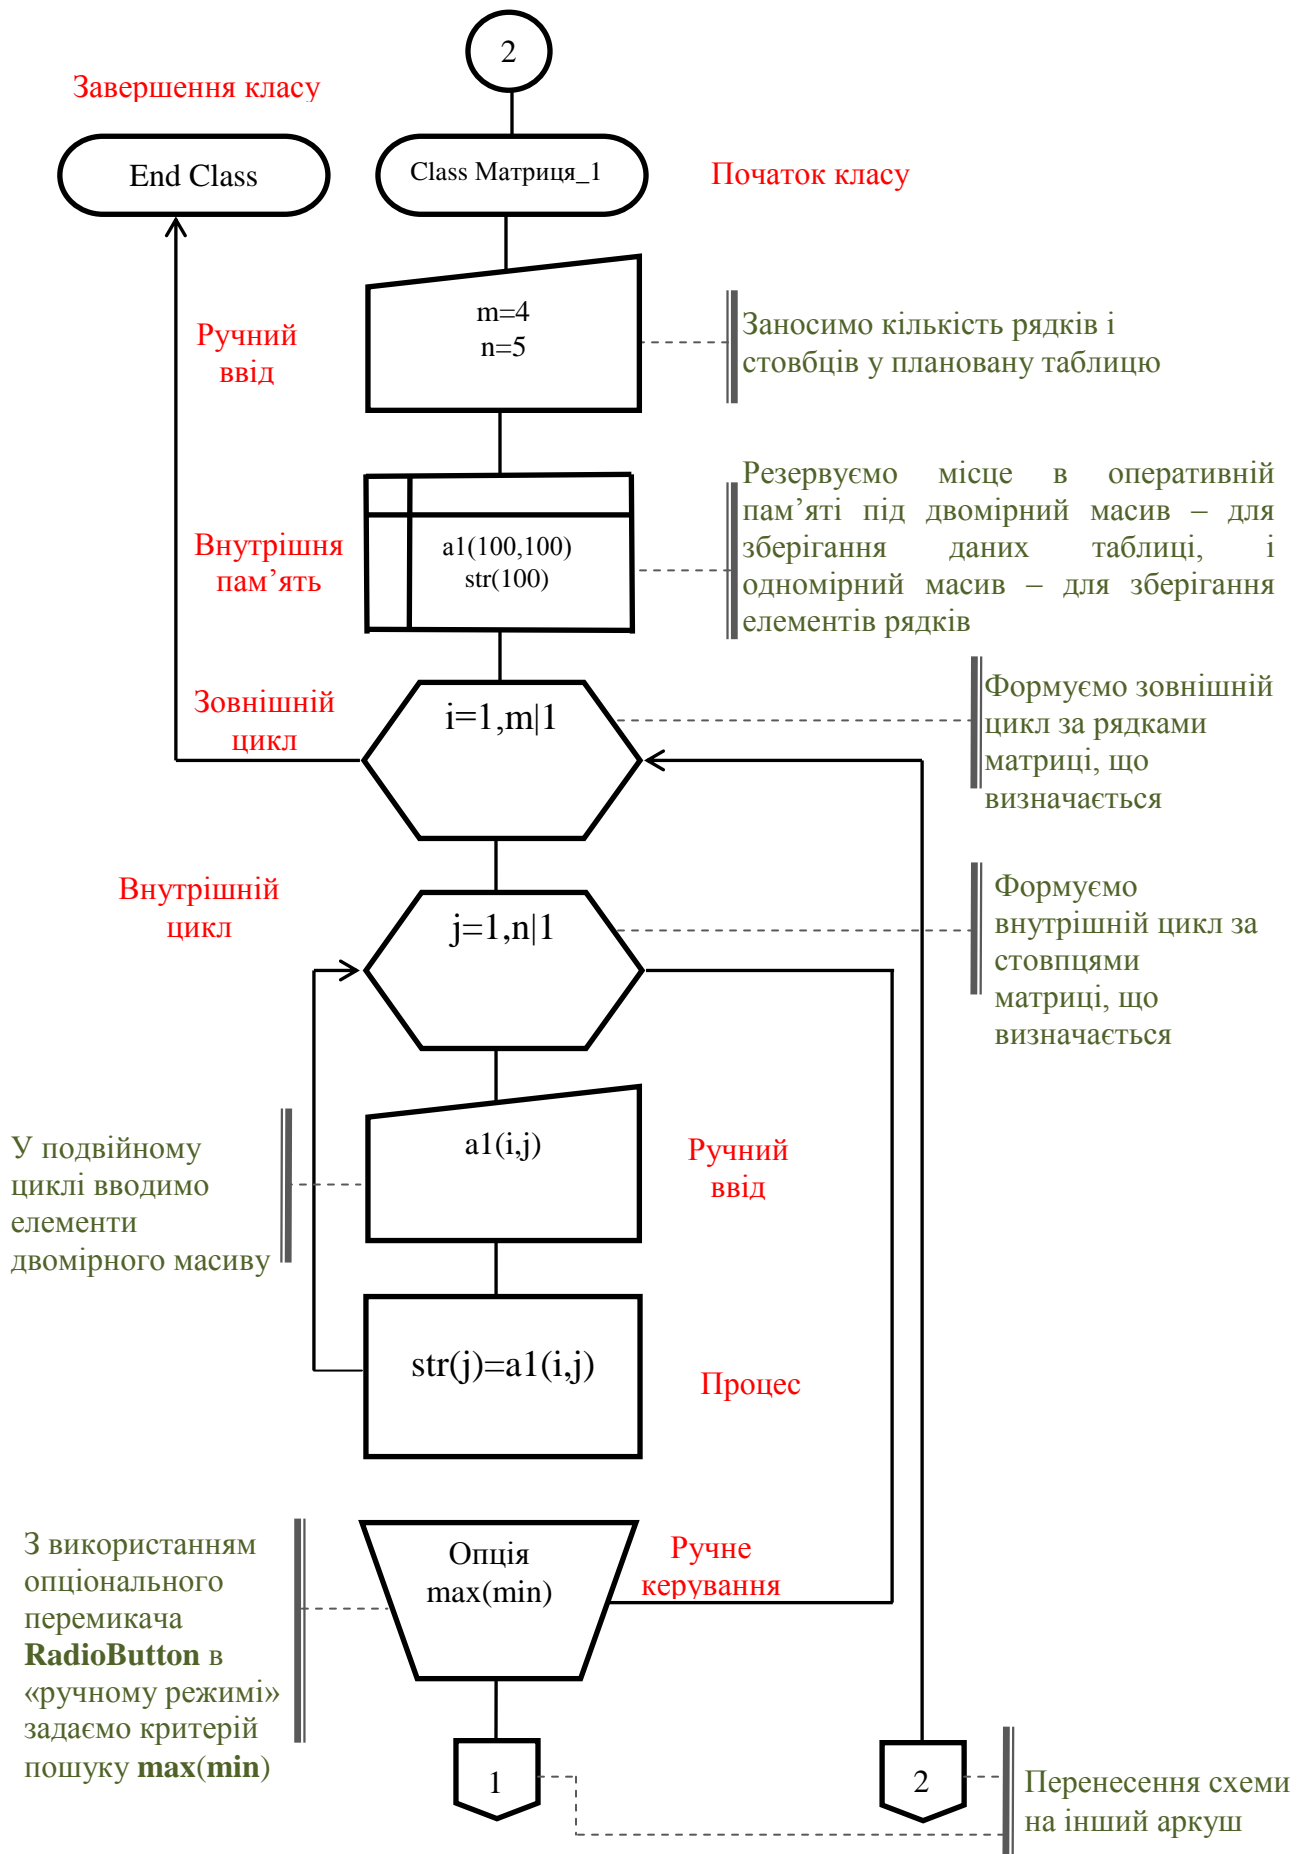 2
Завершення класу
End Class
Class Матриця_1
Початок класу
m=4
n=5
Ручний
ввід
Заносимо кількість рядків і
стовбців у плановану таблицю
Внутрішня
пам’ять
a1(100,100)
str(100)
Резервуємо місце в оперативній
пам’яті під двомірний масив – для
зберігання даних таблиці, і
одномірний масив – для зберігання
елементів рядків
Зовнішній
цикл
i=1,m|1
Формуємо зовнішній
цикл за рядками
матриці, що
визначається
Внутрішній
цикл
j=1,n|1
Формуємо
внутрішній цикл за
стовпцями
матриці, що
визначається
У подвійному
циклі вводимо
елементи
двомірного масиву
a1(i,j)
Ручний
ввід
str(j)=a1(i,j)
Процес
З використанням
опціонального
перемикача
RadioButton в
«ручному режимі»
задаємо критерій
пошуку max(min)
Опція
max(min)
Ручне
керування
1
2
Перенесення схеми
на інший аркуш